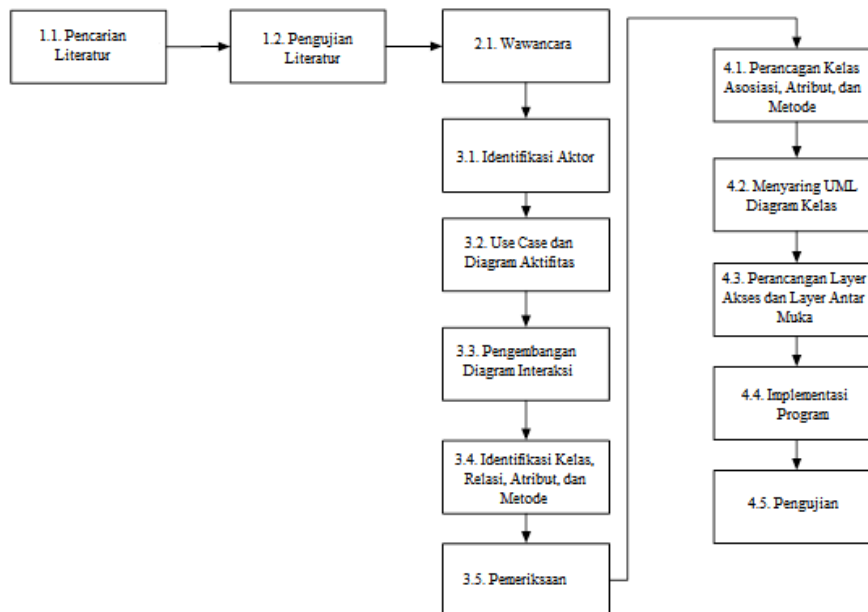 1.1. Pencarian
Literatur
1.2. Pengujian
Literatur
2.1. Wawancara
3.1. Identifikasi Aktor
3.2. Use Case dan
Diagram Aktifitas
3.3. Pengembangan
Diagram Interaksi
3.4. Identifikasi Kelas,
Relasi, Atribut, dan
Metode
3.5. Pemeriksaan
4.1. Perancagan Kelas
Asosiasi, Atribut, dan
Metode
4.2. Menyaring UML
Diagram Kelas
4.3. Perancangan Layer
Akses dan Layer Antar
Muka
4.4. Implementasi
Program
4.5. Pengujian